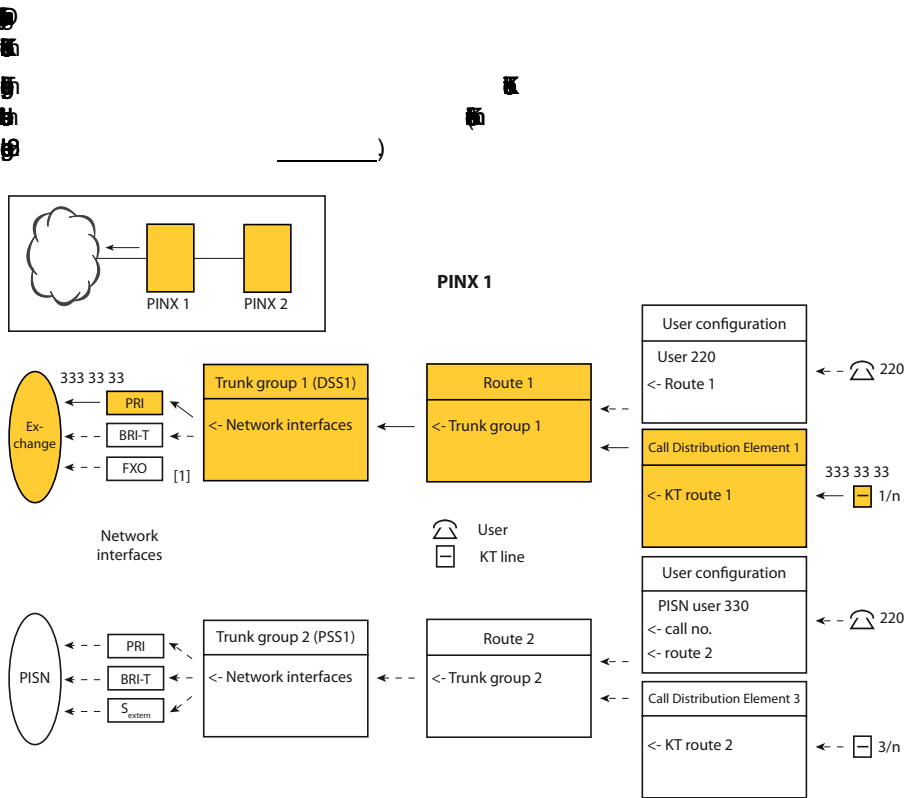 )
PINX 1
PINX 2
PINX 1
User configuration
User 220
<- Route 1
220
333 33 33
Trunk group 1 (DSS1)
<- Network interfaces
Route 1
<- Trunk group 1
Ex-
change
PRI
BRI-T
FXO
[1]
Call Distribution Element 1
<- KT route 1
333 33 33
1/n
Network
interfaces
User
KT line
User configuration
PISN user 330
<- call no.
<- route 2
220
Trunk group 2 (PSS1)
<- Network interfaces
Route 2
<- Trunk group 2
PISN
PRI
BRI-T
S extern
Call Distribution Element 3
<- KT route 2
3/n